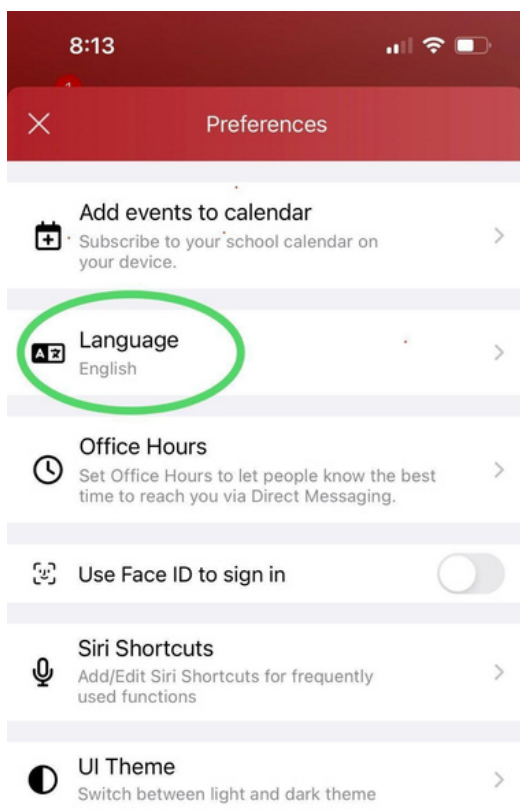 8:13
1
Preferences
Add events to calendar
Subscribe to your school calendar on
your device.
A文
Language
English
Office Hours
Set Office Hours to let people know the best
time to reach you via Direct Messaging.
Use Face ID to sign in
Siri Shortcuts
Add/Edit Siri Shortcuts for frequently
used functions
UI Theme
Switch between light and dark theme